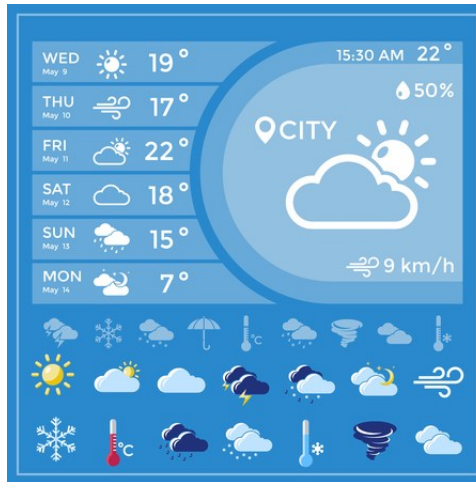 WED 19°
May 9
THU 17°
May 10
FRI 22°
May 11
SAT 18°
May 12
SUN 15°
May 13
MON 7°
May 14
15:30 AM 22°
50%
CITY
9 km/h
°C
°C